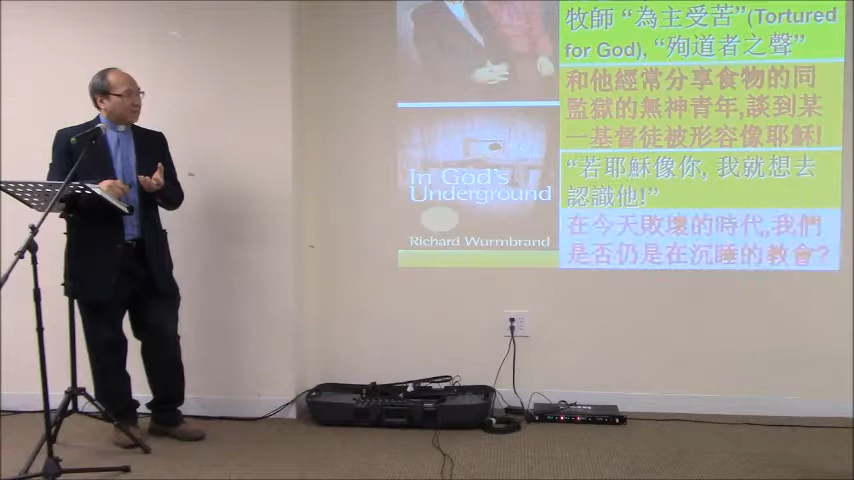 牧師 "為主受苦"(Tortured
for God), "殉道者之聲"
和他經常分享食物的同
監獄的無神青年, 談到某
一基督徒被形容像耶穌!
"若耶穌像你, 我就想去
認識他!"
在今天敗壞的時代, 我們
是否仍是在沉睡的教會?
In God's
Underground
Richard Wurmbrand